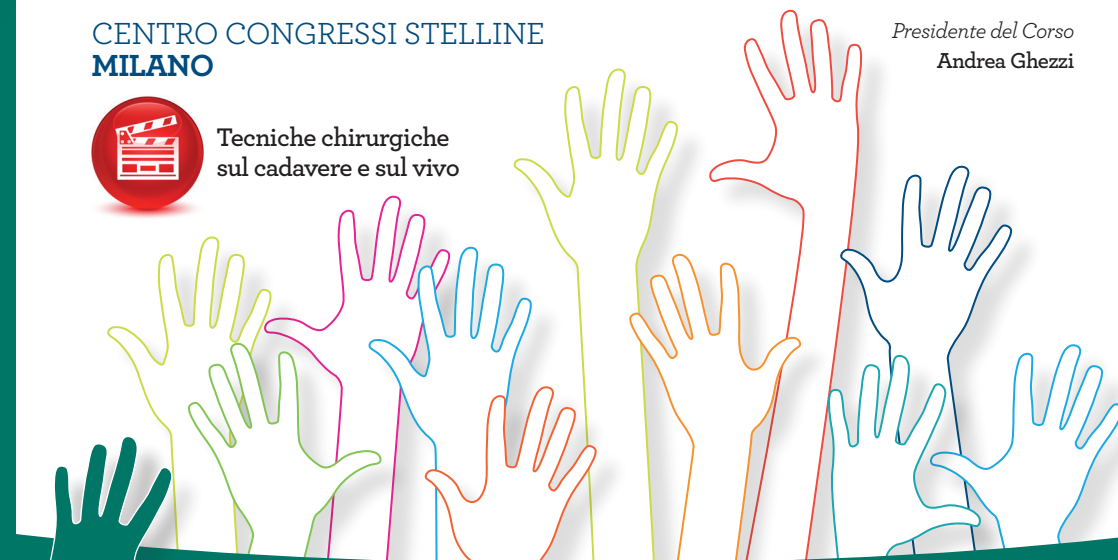 CENTRO CONGRESSI STELLINE
MILANO
Presidente del Corso
Andrea Ghezzi
Tecniche chirurgiche
sul cadavere e sul vivo